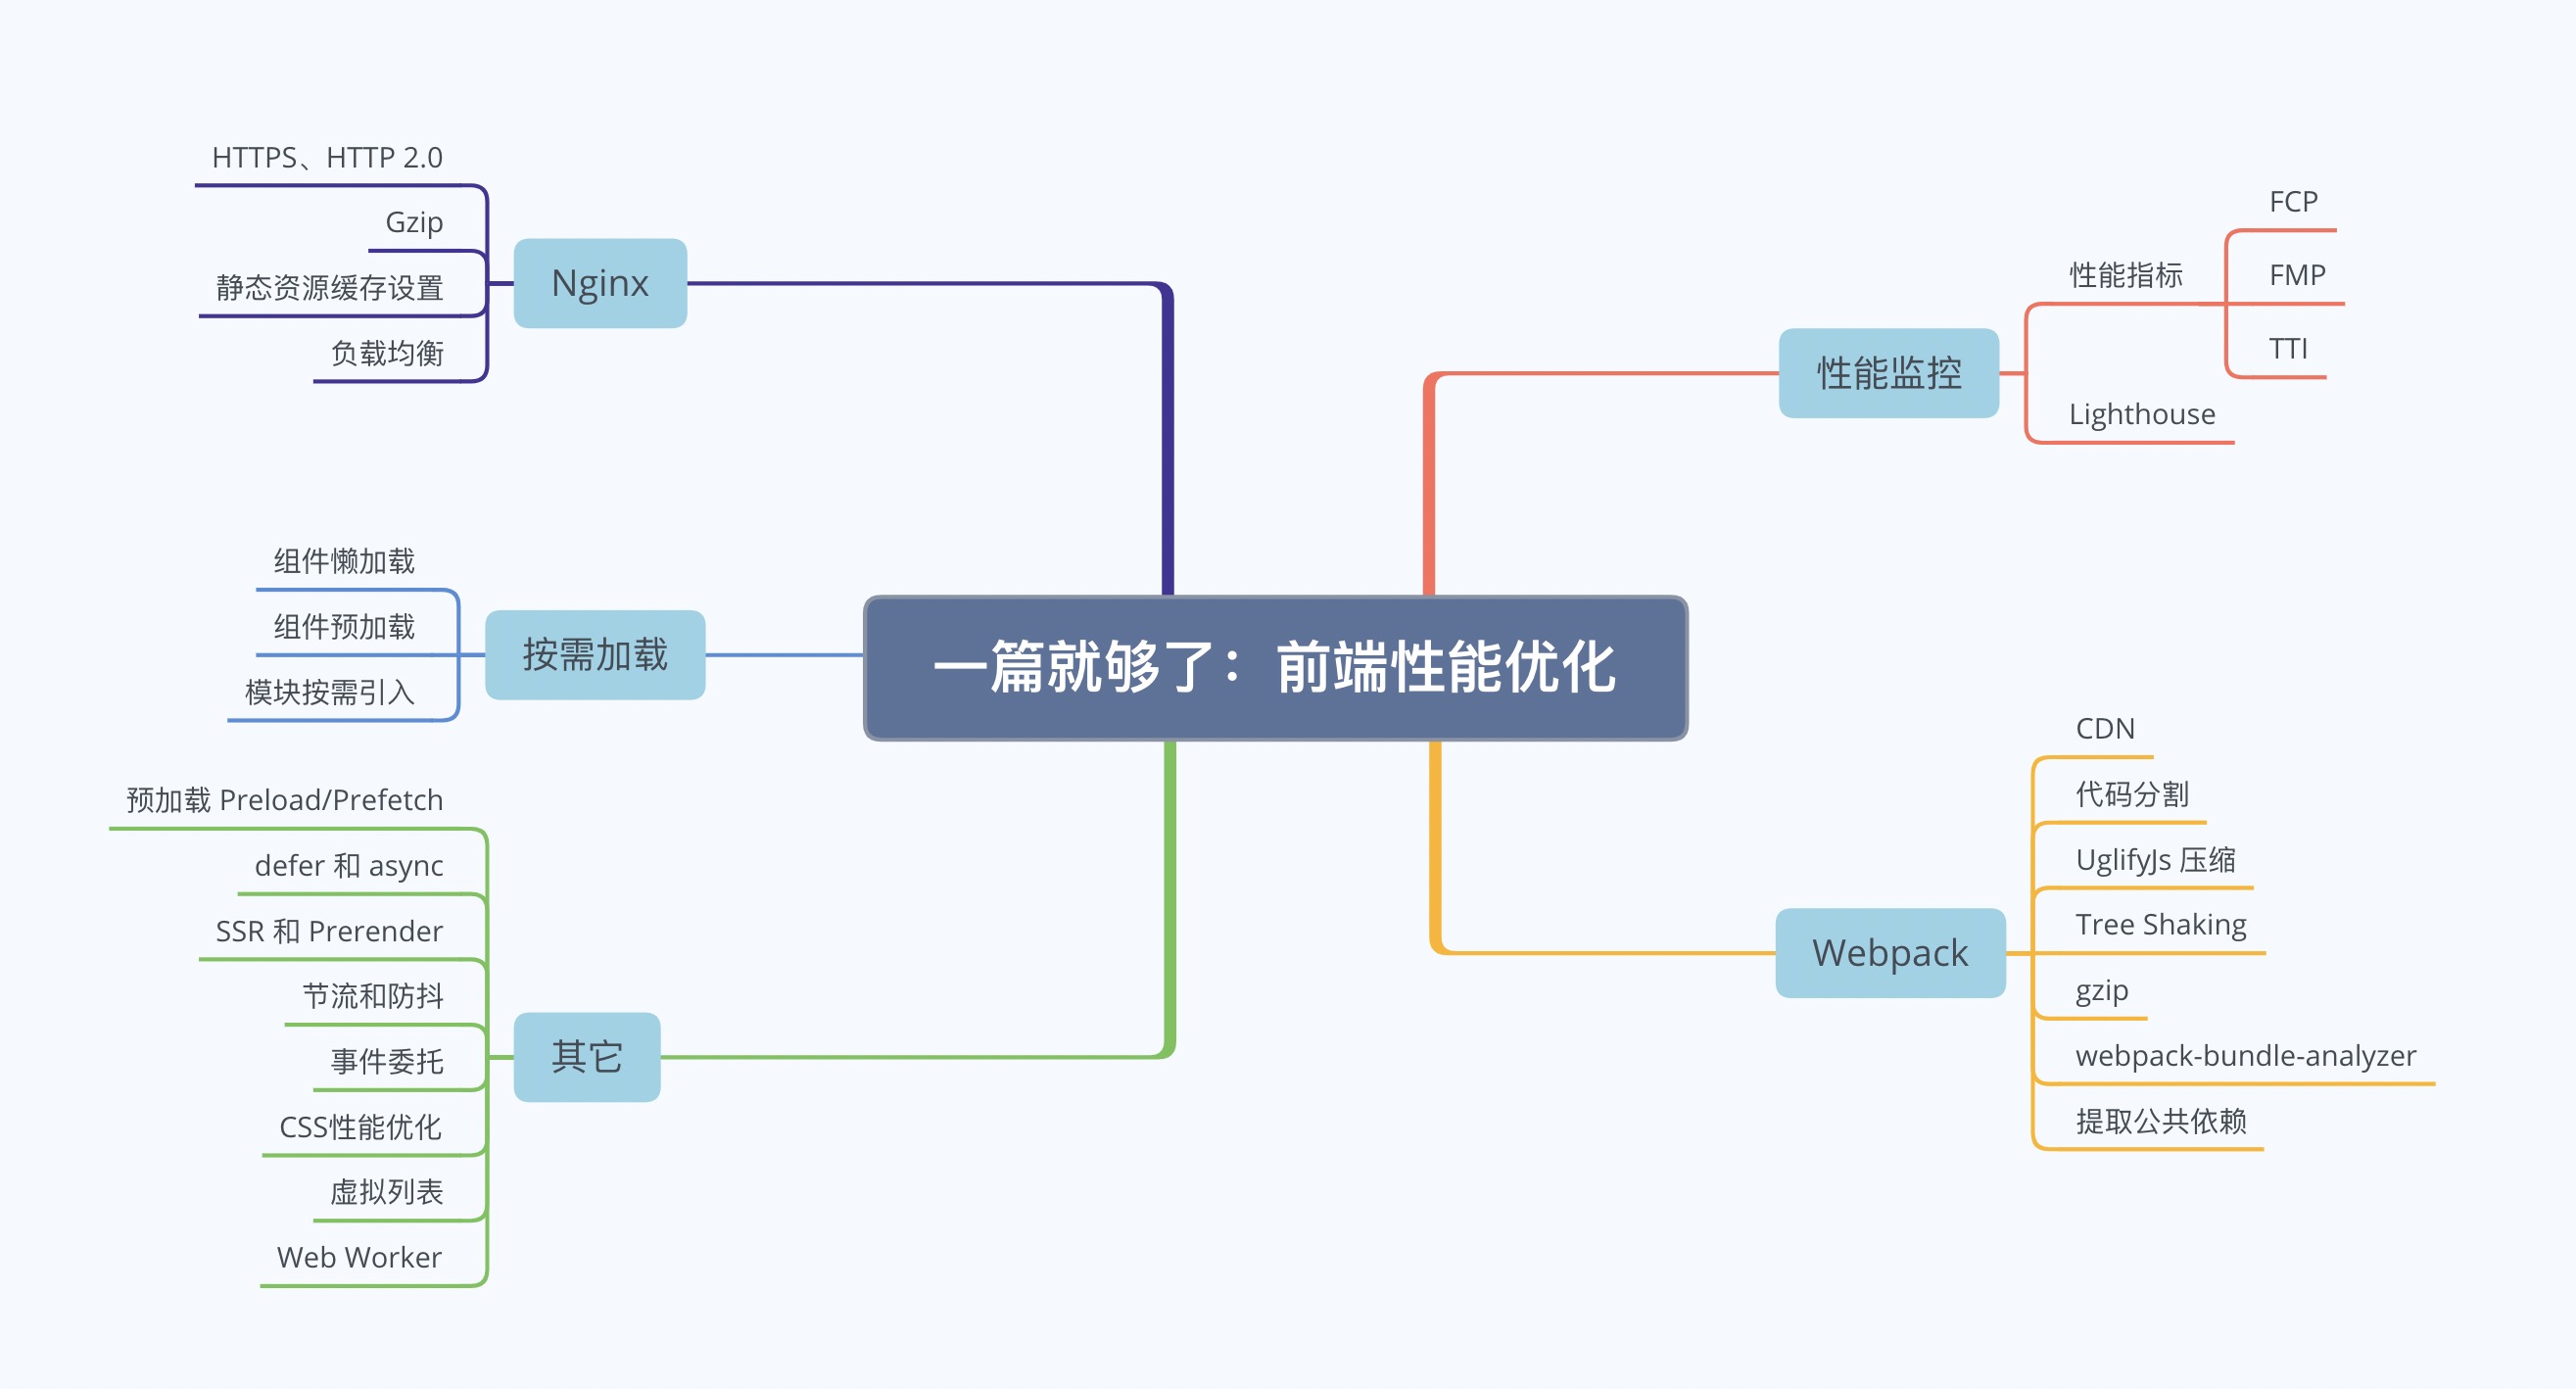 一篇就够了：前端性能优化
性能监控
性能指标
FCP
FMP
TTI
Lighthouse
Webpack
CDN
代码分割
UglifyJs 压缩
Tree Shaking
gzip
webpack-bundle-analyzer
提取公共依赖
Nginx
HTTPS、HTTP 2.0
Gzip
静态资源缓存设置
负载均衡
按需加载
组件懒加载
组件预加载
模块按需引入
其它
预加载 Preload/Prefetch
defer 和 async
SSR 和 Prerender
节流和防抖
事件委托
CSS性能优化
虚拟列表
Web Worker